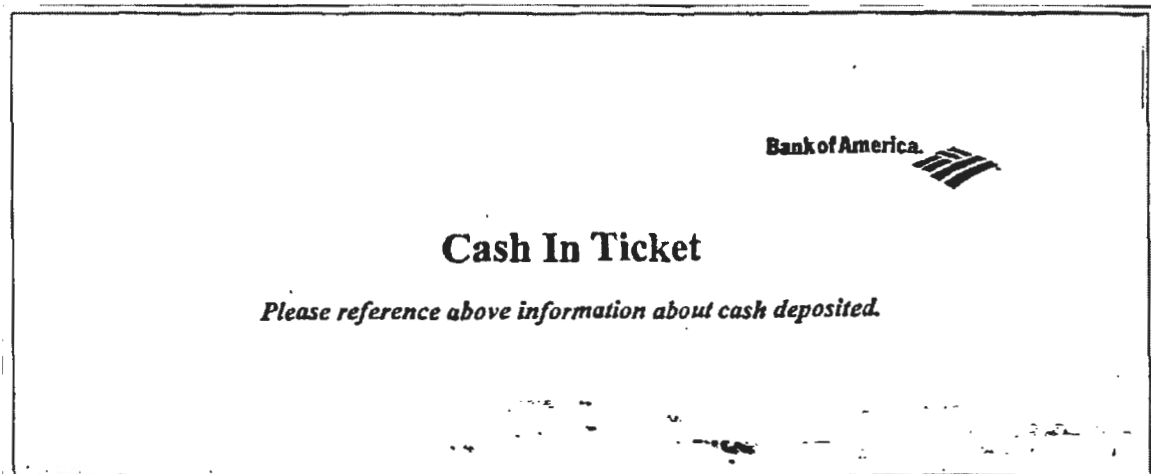 Bank of America.
Cash In Ticket
Please reference above information about cash deposited.